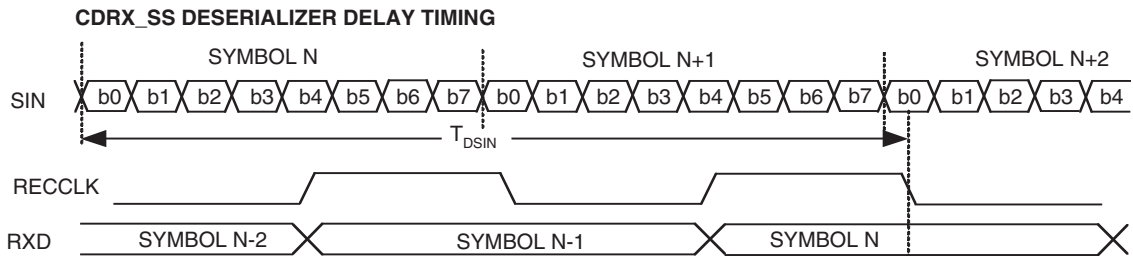 CDRX_SS DESERIALIZER DELAY TIMING
SYMBOL N SYMBOL N+1 SYMBOL N+2
SIN b0 b1 b2 b3 b4 b5 b6 b7 b0 b1 b2 b3 b4 b5 b6 b7 b0 b1 b2 b3 b4
TDSIN
RECCLK
RXD SYMBOL N-2 SYMBOL N-1 SYMBOL N